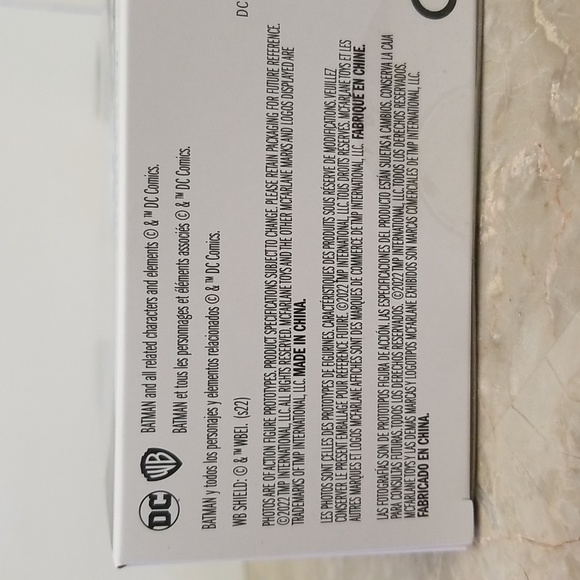 DC
DC WB BATMAN and all related characters and elements © & ™ DC Comics.
BATMAN et tous les personnages et éléments associés © & ™ DC Comics.
BATMAN y todos los personajes y elementos relacionados © & ™ DC Comics.
WB SHIELD: © & ™ WBEI. (s22)
PHOTOS ARE OF ACTION FIGURE PROTOTYPES. PRODUCT SPECIFICATIONS SUBJECT TO CHANGE. PLEASE RETAIN PACKAGING FOR FUTURE REFERENCE.
©2022 TMP INTERNATIONAL, LLC. ALL RIGHTS RESERVED. MCFARLANE TOYS AND THE OTHER MCFARLANE MARKS AND LOGOS DISPLAYED ARE
TRADEMARKS OF TMP INTERNATIONAL, LLC. MADE IN CHINA.
LES PHOTOS SONT CELLES DES PROTOTYPES DE FIGURINES. CARACTÉRISTIQUES DES PRODUITS SOUS RÉSERVE DE MODIFICATIONS. VEUILLEZ
CONSERVER LE PRÉSENT EMBALLAGE POUR RÉFÉRENCE FUTURE. ©2022 TMP INTERNATIONAL, LLC. TOUS DROITS RÉSERVÉS. MCFARLANE TOYS ET LES
AUTRES MARQUES ET LOGOS MCFARLANE AFFICHÉS SONT DES MARQUES DE COMMERCE DE TMP INTERNATIONAL, LLC. FABRIQUÉ EN CHINE.
LAS FOTOGRAFÍAS SON DE PROTOTIPOS FIGURA DE ACCIÓN. LAS ESPECIFICACIONES DEL PRODUCTO ESTÁN SUJETAS A CAMBIOS. CONSERVA LA CAJA
PARA CONSULTAS FUTURAS. TODOS LOS DERECHOS RESERVADOS. ©2022 TMP INTERNATIONAL, LLC. TODOS LOS DERECHOS RESERVADOS.
MCFARLANE TOYS Y LAS DEMAS MARCAS Y LOGOTIPOS MCFARLANE EXHIBIDOS SON MARCAS COMERCIALES DE TMP INTERNATIONAL, LLC.
FABRICADO EN CHINA.